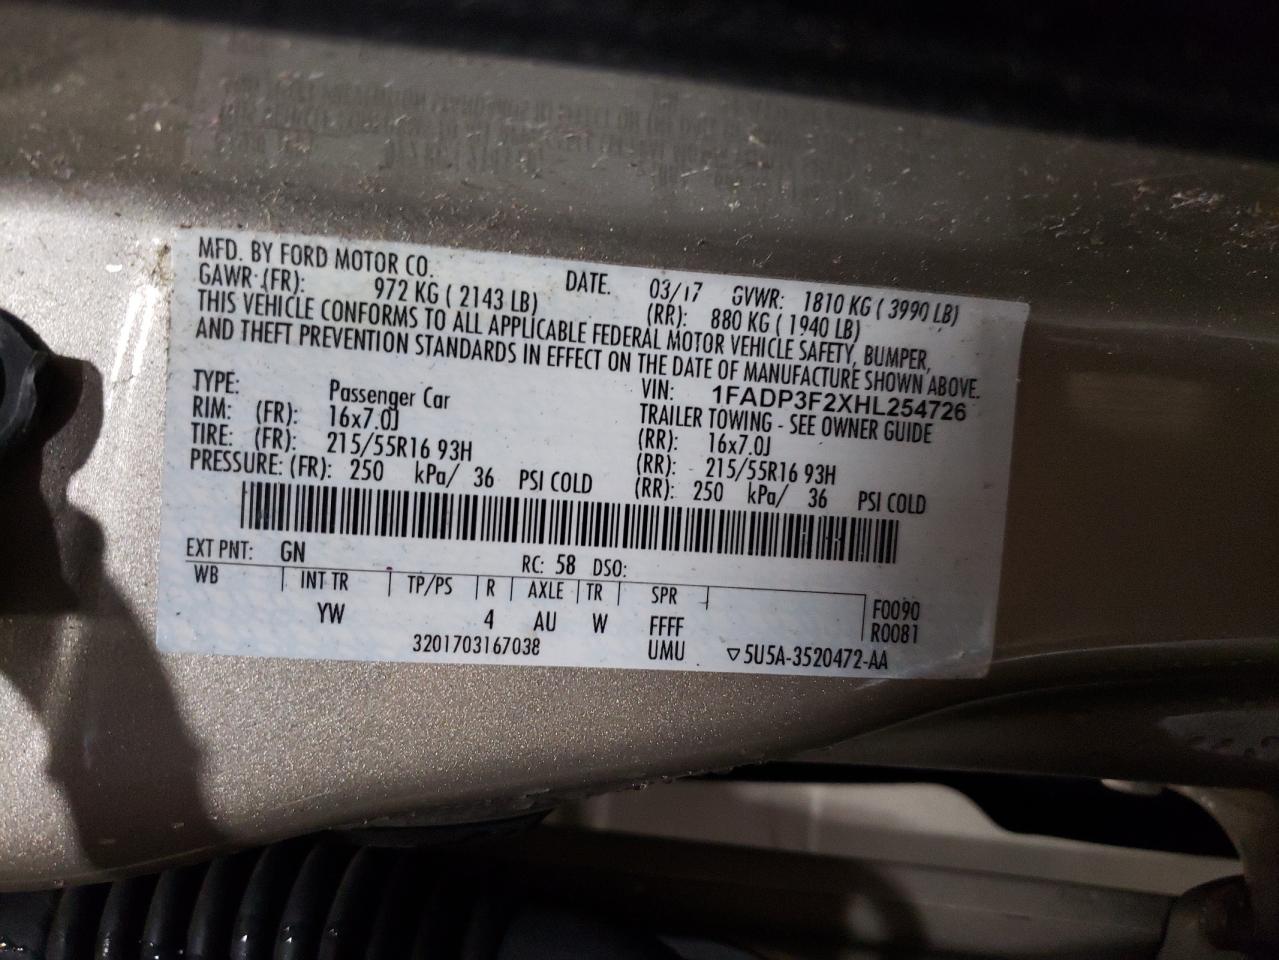 MFD. BY FORD MOTOR CO. DATE. 03/17 GVWR: 1810 KG ( 3990 LB)
GAWR (FR): 972 KG ( 2143 LB) (RR): 880 KG ( 1940 LB)
THIS VEHICLE CONFORMS TO ALL APPLICABLE FEDERAL MOTOR VEHICLE SAFETY, BUMPER,
AND THEFT PREVENTION STANDARDS IN EFFECT ON THE DATE OF MANUFACTURE SHOWN ABOVE.
VIN: 1FADP3F2XHL254726
TYPE: Passenger Car TRAILER TOWING - SEE OWNER GUIDE
RIM: (FR): 16x7.0J (RR): 16x7.0J
TIRE: (FR): 215/55R16 93H (RR): 215/55R16 93H
PRESSURE: (FR): 250 kPa/ 36 PSI COLD (RR): 250 kPa/ 36 PSI COLD
EXT PNT: GN RC: 58 DSO:
WB INT TR TP/PS R AXLE TR SPR F0090
YW 4 AU W FFFF R0081
3201703167038 UMU ▽5U5A-3520472-AA